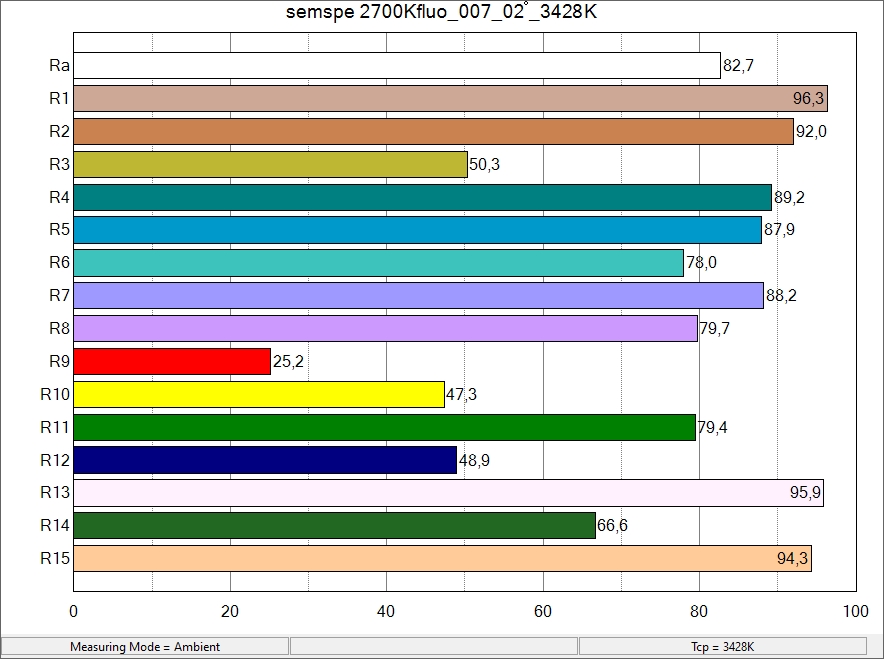 semspe 2700Kfluo_007_02°_3428K
Ra 82,7
R1 96,3
R2 92,0
R3 50,3
R4 89,2
R5 87,9
R6 78,0
R7 88,2
R8 79,7
R9 25,2
R10 47,3
R11 79,4
R12 48,9
R13 95,9
R14 66,6
R15 94,3
0 20 40 60 80 100
Measuring Mode = Ambient Tcp = 3428K